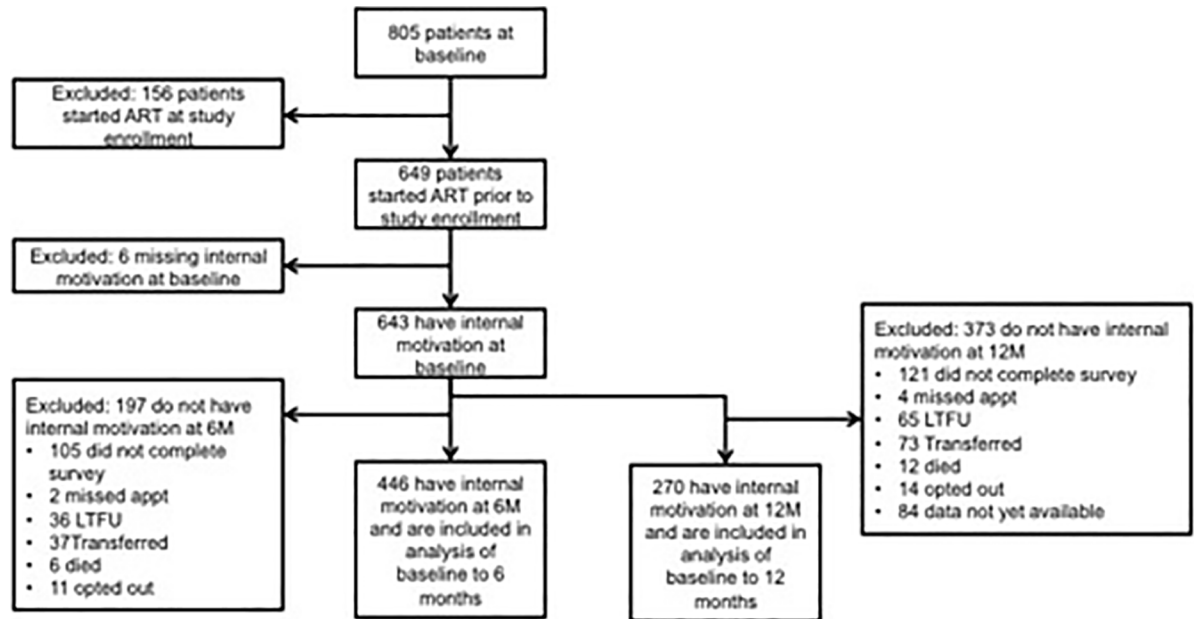 805 patients at
baseline
Excluded: 156 patients
started ART at study
enrollment
649 patients
started ART prior to
study enrollment
Excluded: 6 missing internal
motivation at baseline
643 have internal
motivation at
baseline
Excluded: 197 do not have
internal motivation at 6M
• 105 did not complete
survey
• 2 missed appt
• 36 LTFU
• 37Transferred
• 6 died
• 11 opted out
446 have internal
motivation at 6M
and are included in
analysis of
baseline to 6
months
270 have internal
motivation at 12M
and are included in
analysis of
baseline to 12
months
Excluded: 373 do not have internal
motivation at 12M
• 121 did not complete survey
• 4 missed appt
• 65 LTFU
• 73 Transferred
• 12 died
• 14 opted out
• 84 data not yet available